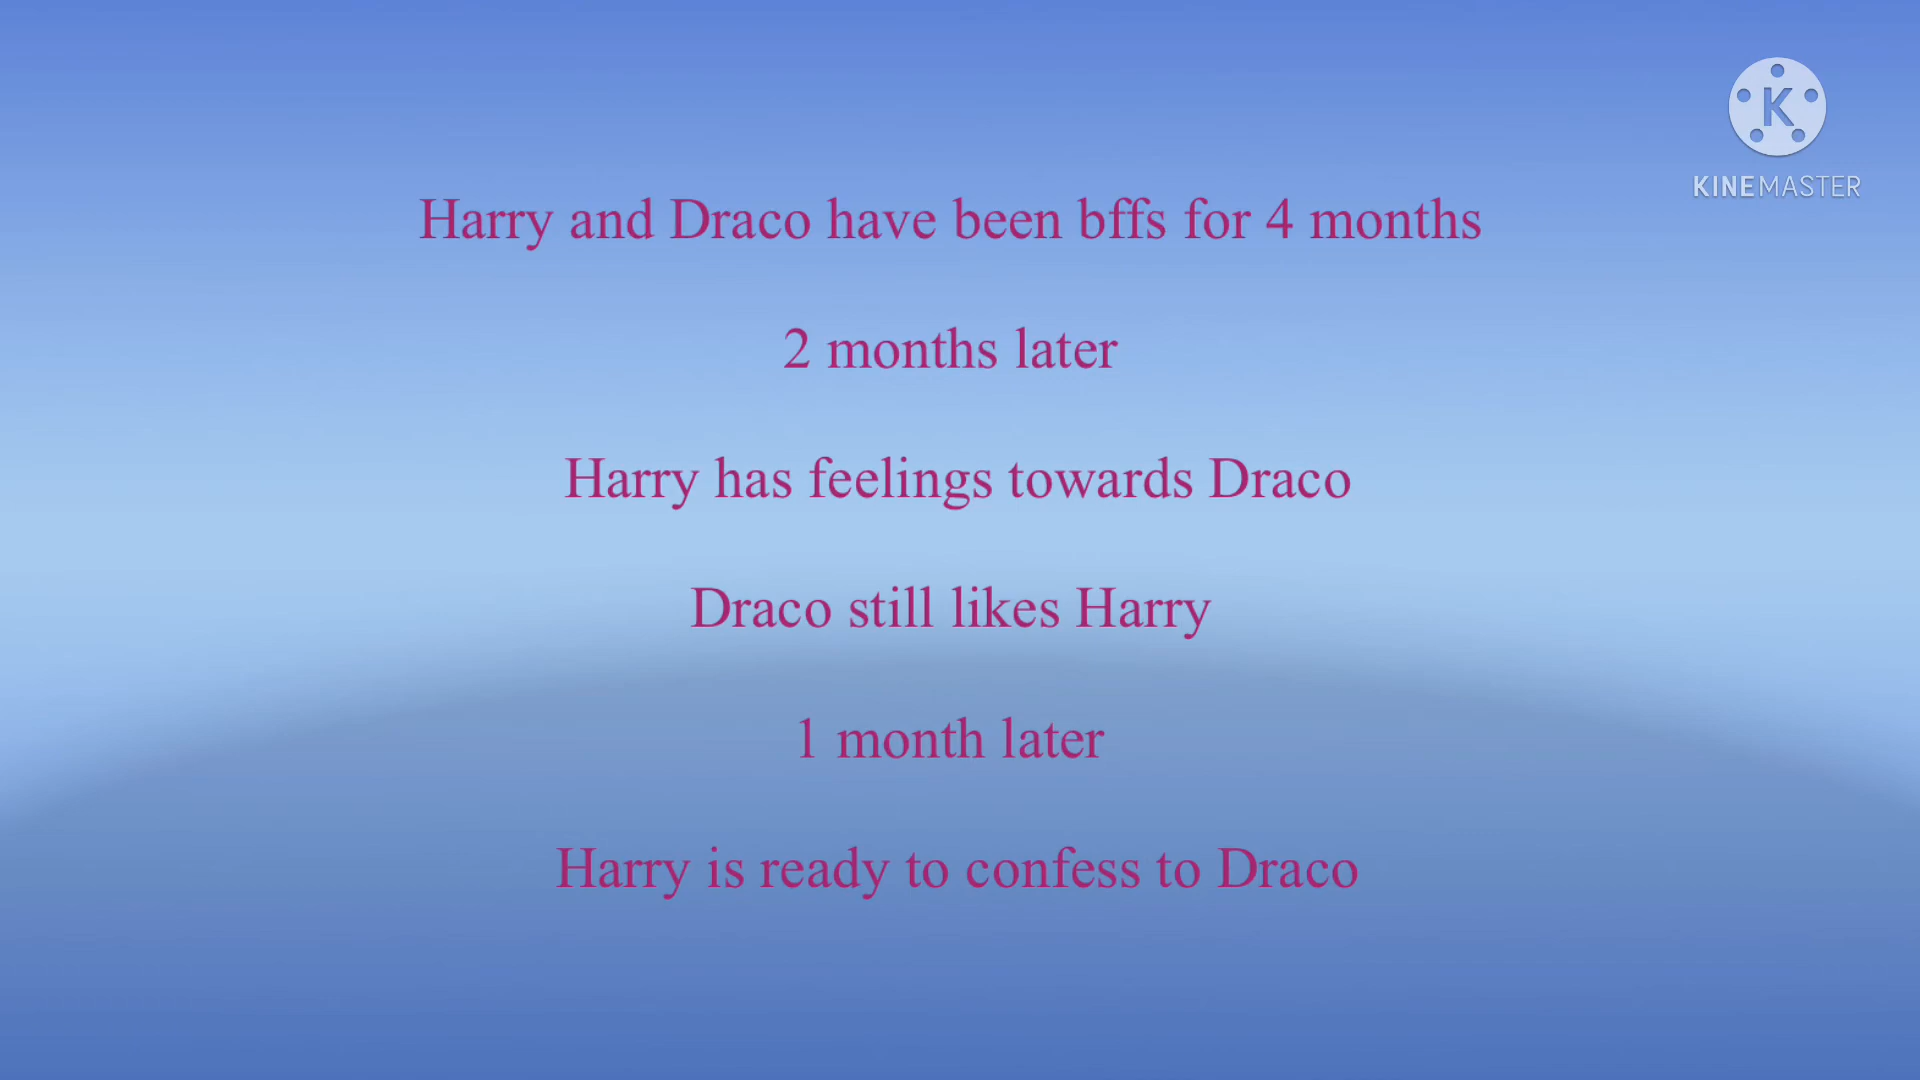 KINEMASTER
Harry and Draco have been bffs for 4 months
2 months later
Harry has feelings towards Draco
Draco still likes Harry
1 month later
Harry is ready to confess to Draco